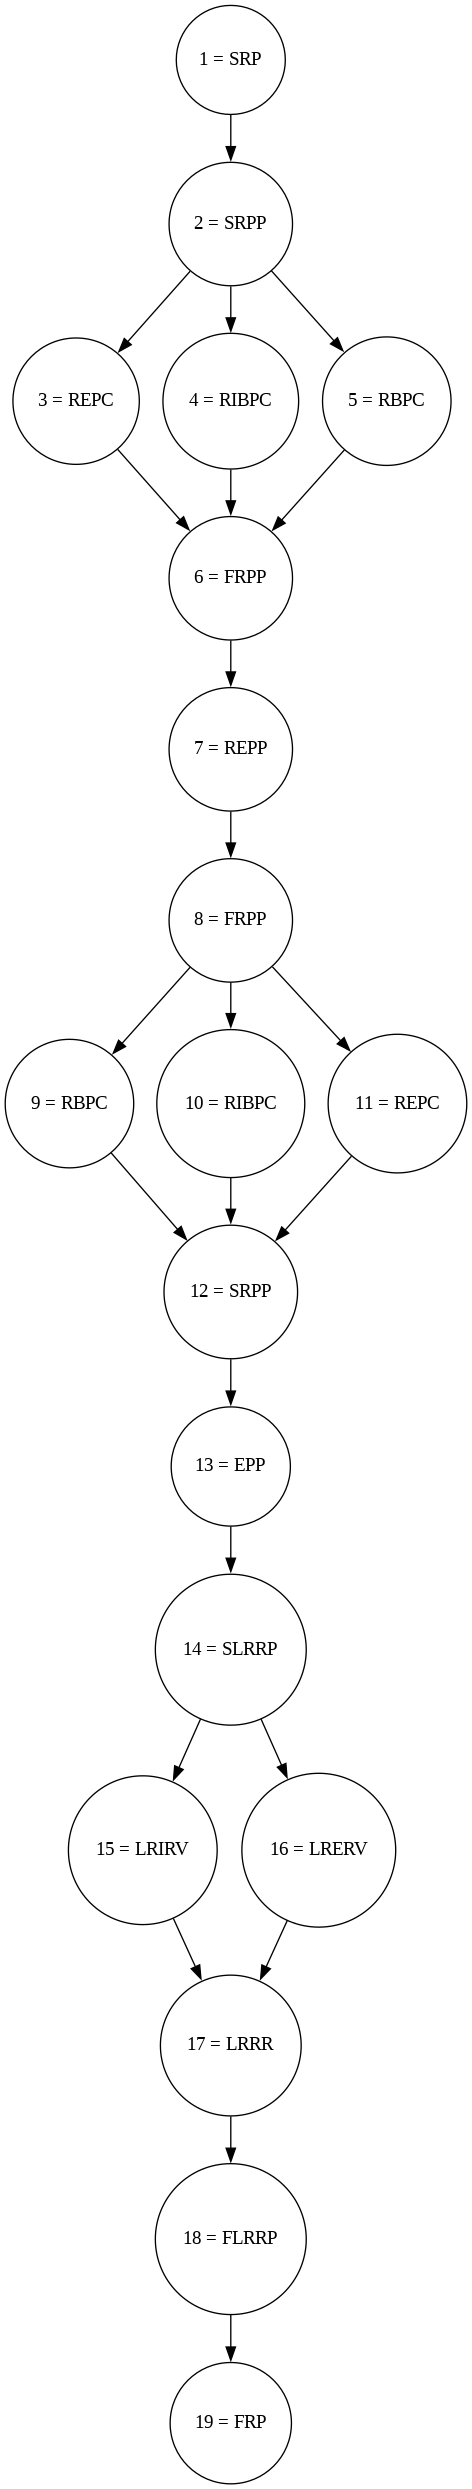 1 = SRP
2 = SRPP
3 = REPC
4 = RIBPC
5 = RBPC
6 = FRPP
7 = REPP
8 = FRPP
9 = RBPC
10 = RIBPC
11 = REPC
12 = SRPP
13 = EPP
14 = SLRRP
15 = LRIRV
16 = LRERV
17 = LRRR
18 = FLRRP
19 = FRP